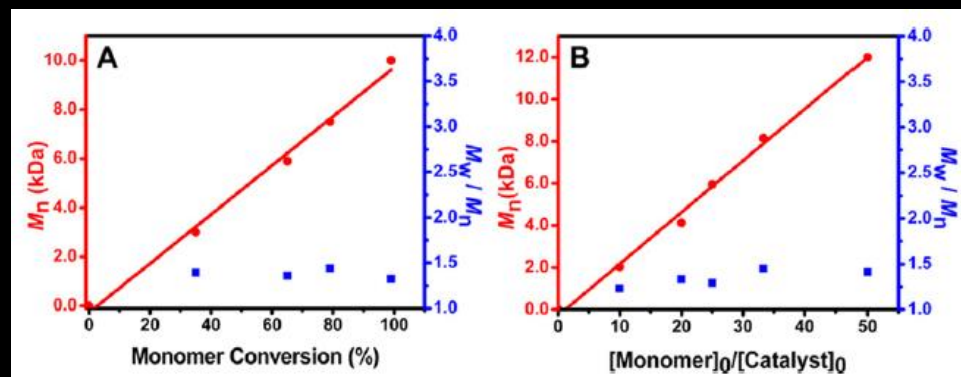 A
Mn (kDa)
10.0
8.0
6.0
4.0
2.0
0.0
0 20 40 60 80 100
Monomer Conversion (%)
4.0
3.5
3.0
2.5
2.0
1.5
1.0
Mw / Mn
B
Mn(kDa)
12.0
10.0
8.0
6.0
4.0
2.0
0.0
0 10 20 30 40 50
[Monomer]0/[Catalyst]0
4.0
3.5
3.0
2.5
2.0
1.5
1.0
Mw / Mn